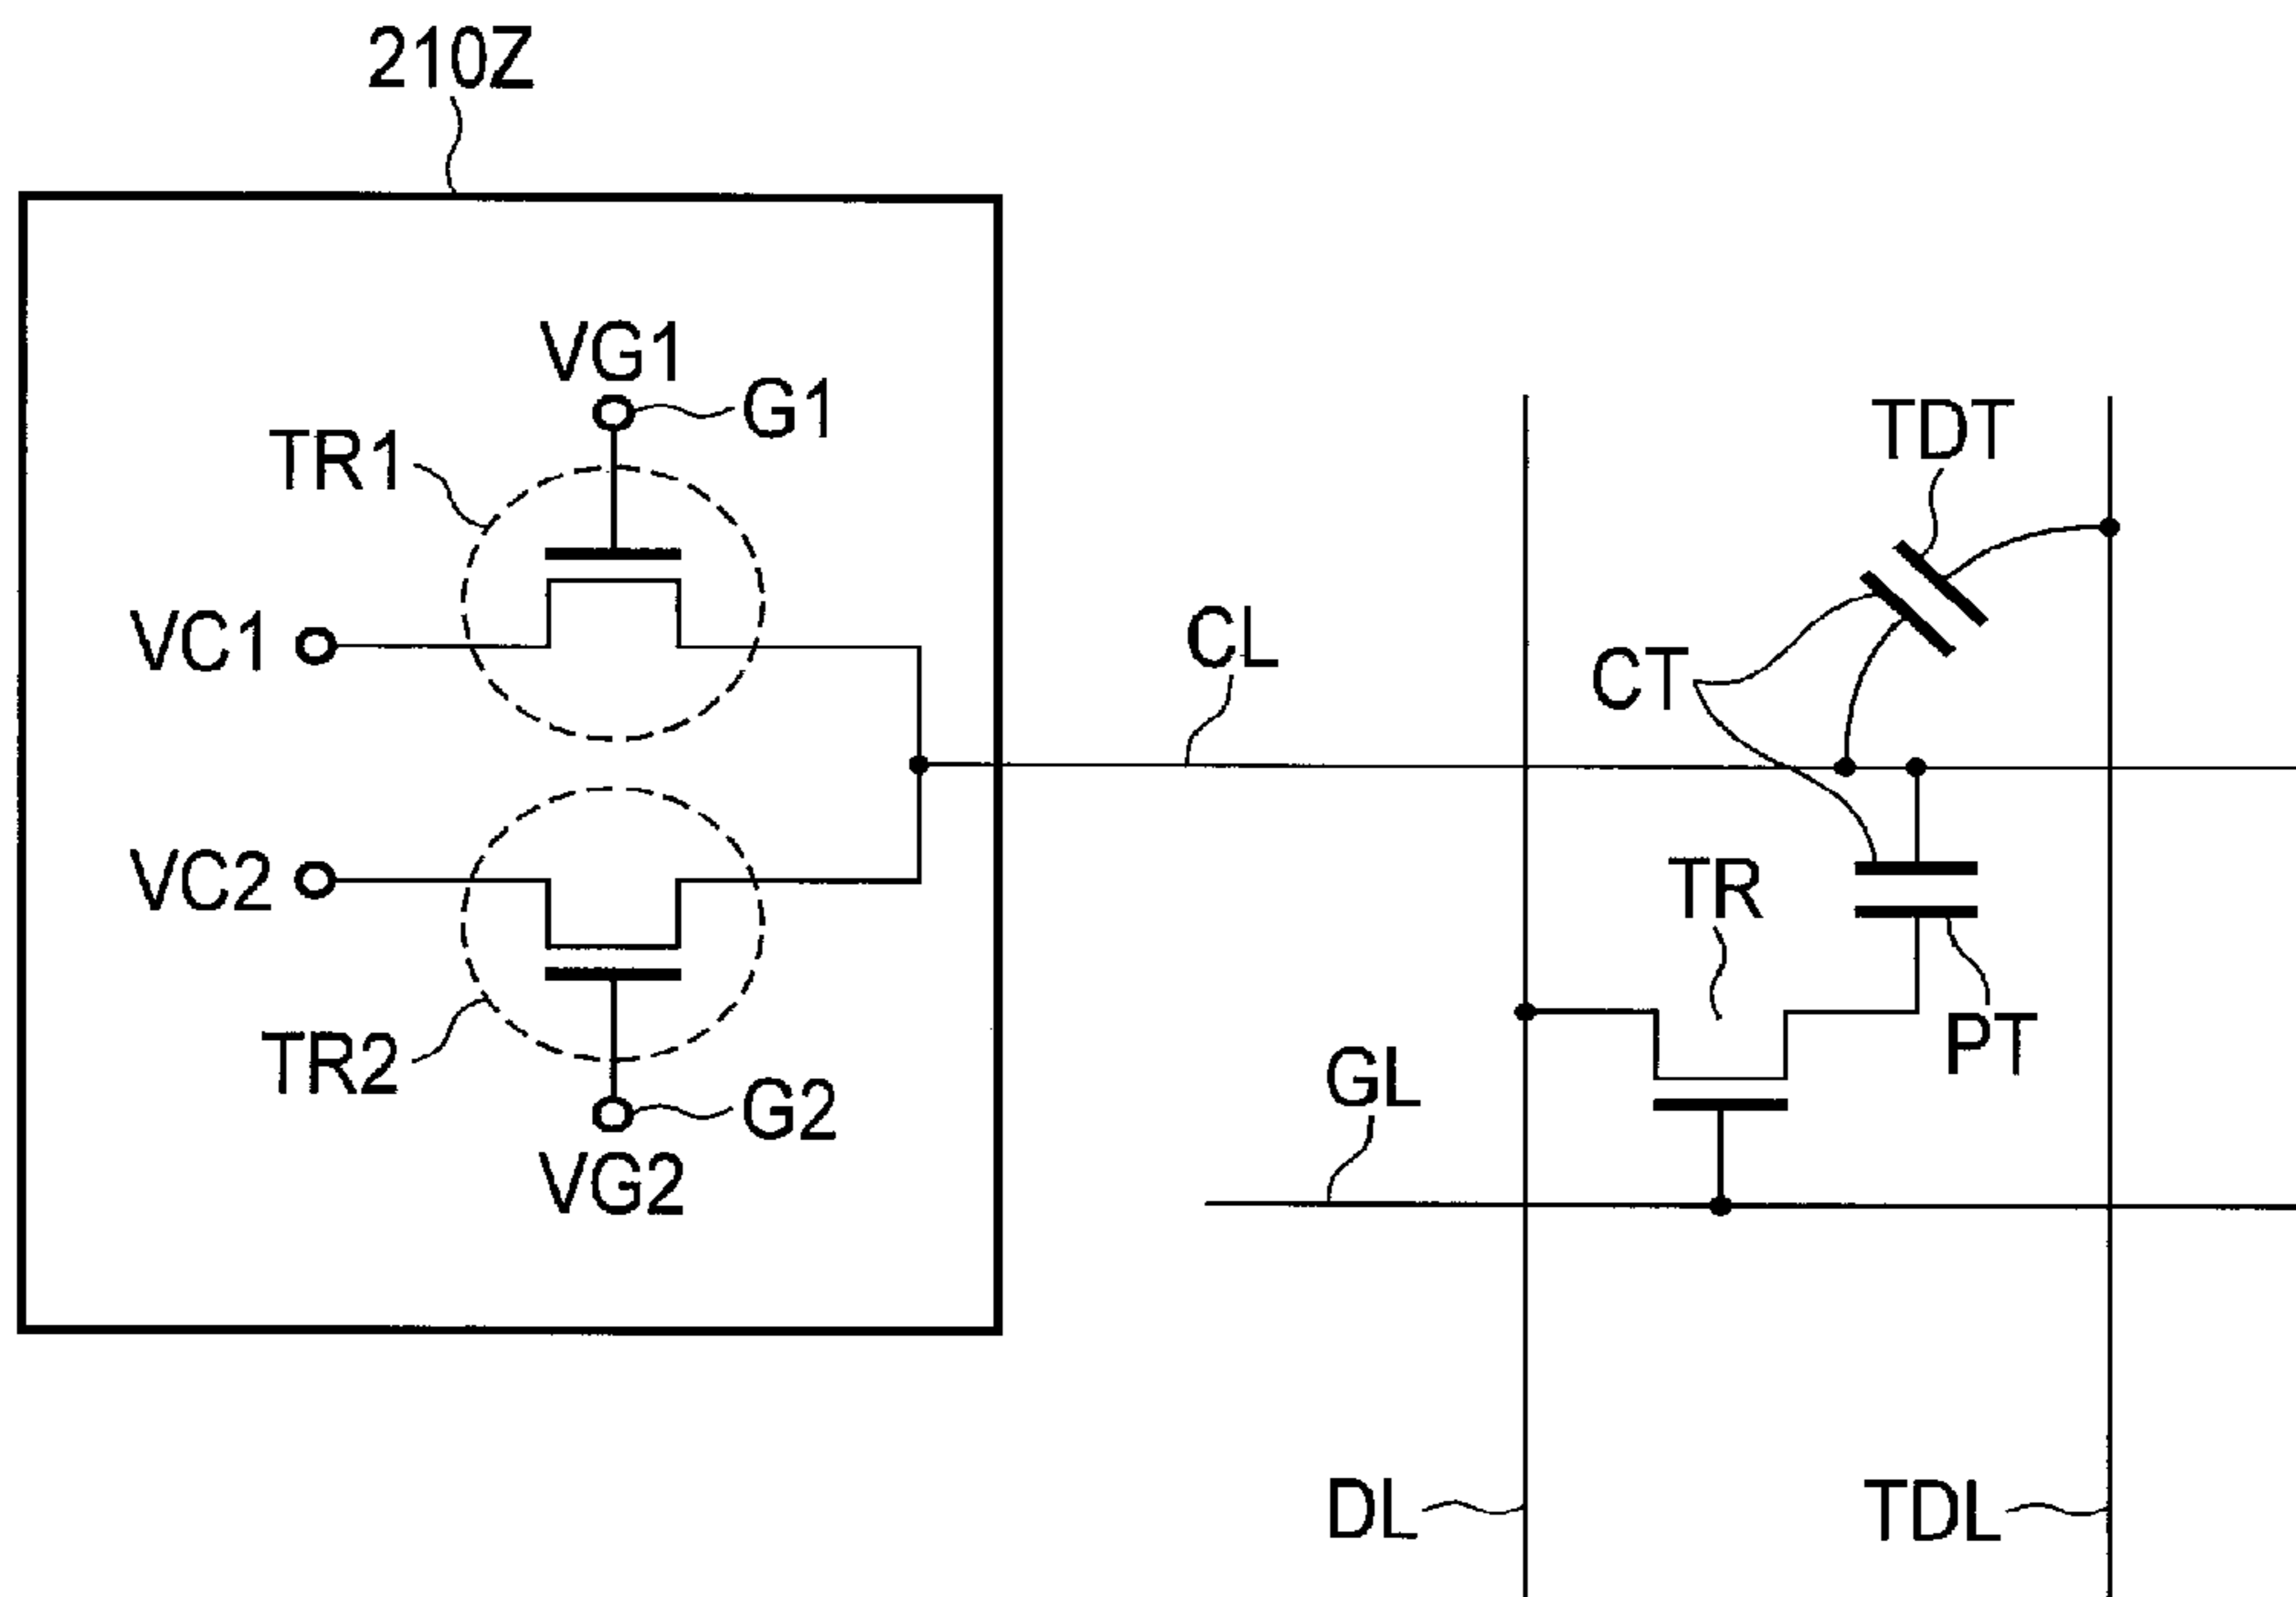 210Z
VG1
G1
TR1
TDT
VC1
CL
CT
VC2
TR
TR2
PT
GL
G2
VG2
DL
TDL